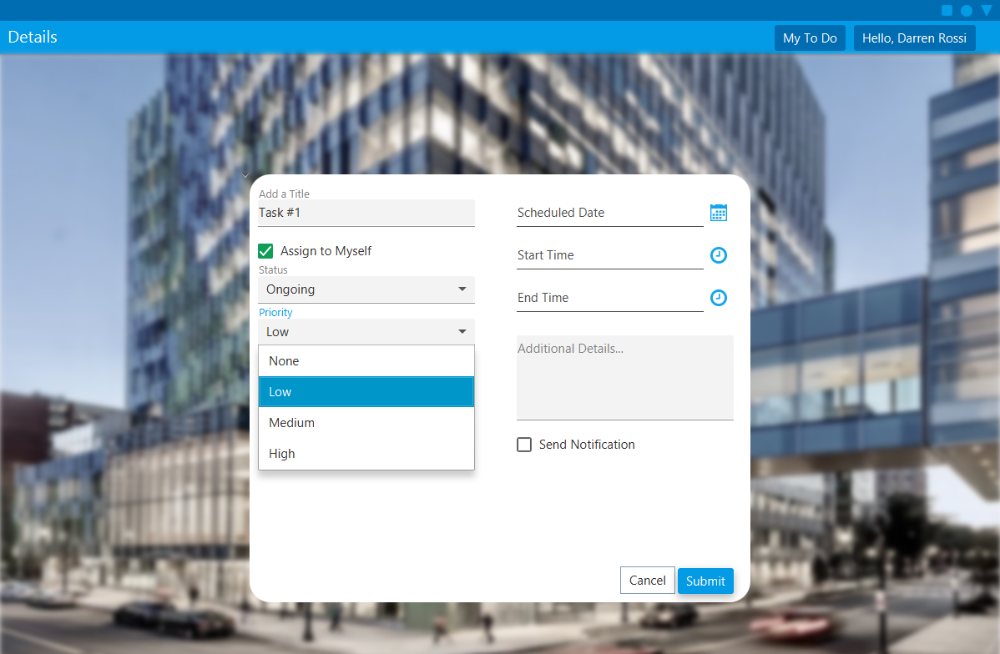 Details
My To Do
Hello, Darren Rossi
Add a Title
Task #1
Assign to Myself
Status
Ongoing
Priority
Low
None
Low
Medium
High
Scheduled Date
Start Time
End Time
Additional Details...
Send Notification
Cancel
Submit